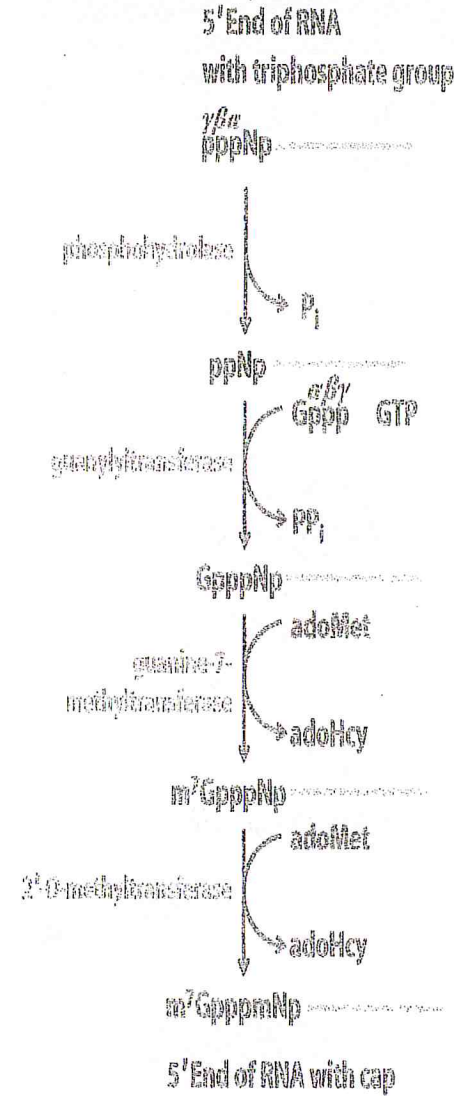 5'End of RNA
with triphosphate group
γβα
pppNp
phosphohydrolase
Pi
ppNp
αβγ
Gppp GTP
guanylyltransferase
ppi
GpppNp
adoMet
guanine-7-
methyltransferase
adoHcy
m⁷GpppNp
adoMet
2'-O-methyltransferase
adoHcy
m⁷GpppmNp
5'End of RNA with cap